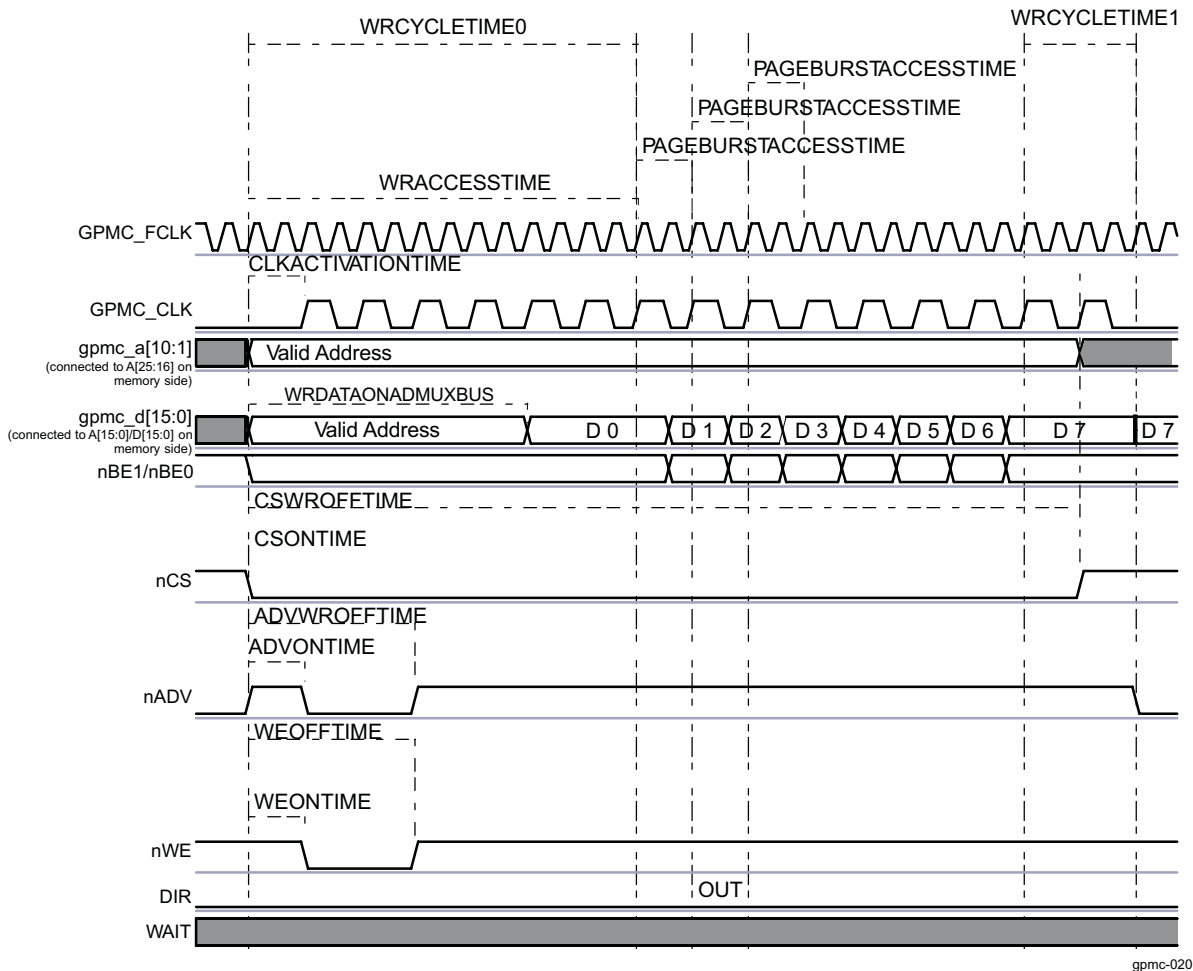 WRCYCLETIME0
WRCYCLETIME1
PAGEBURSTACCESSTIME
PAGEBURSTACCESSTIME
PAGEBURSTACCESSTIME
WRACCESSTIME
GPMC_FCLK
CLKACTIVATIONTIME
GPMC_CLK
gpmc_a[10:1]
(connected to A[25:16] on
memory side)
Valid Address
WRDATAONADMUXBUS
gpmc_d[15:0]
(connected to A[15:0]/D[15:0] on
memory side)
Valid Address D 0 D 1 D 2 D 3 D 4 D 5 D 6 D 7 D 7
nBE1/nBE0
CSWROFFTIME
CSONTIME
nCS
ADVWROFFTIME
ADVONTIME
nADV
WEOFFTIME
WEONTIME
nWE
DIR
OUT
WAIT
gpmc-020